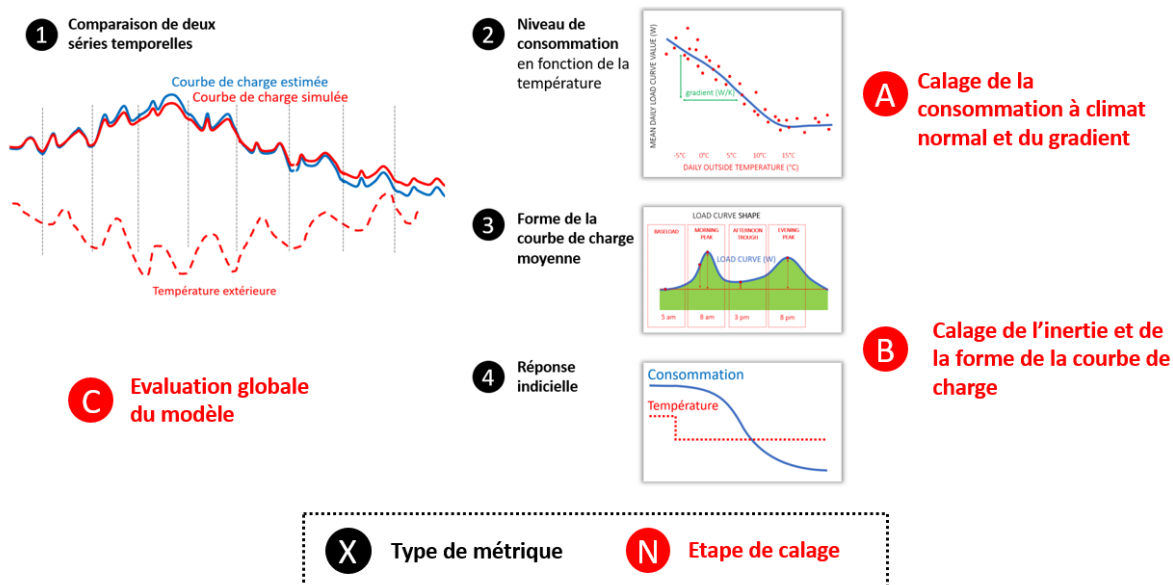 1
Comparaison de deux
séries temporelles
Courbe de charge estimée
Courbe de charge simulée
Température extérieure
C
Evaluation globale
du modèle
2
Niveau de
consommation
en fonction de la
température
MEAN DAILY LOAD CURVE VALUE (W)
gradient (W/K)
-5°C 0°C 5°C 10°C 15°C
DAILY OUTSIDE TEMPERATURE (°C)
A
Calage de la
consommation à climat
normal et du gradient
3
Forme de la
courbe de charge
moyenne
LOAD CURVE SHAPE
BASELOAD
MORNING
PEAK
AFTERNOON
TROUGH
EVENING
PEAK
LOAD CURVE (W)
5 am 8 am 3 pm 8 pm
B
Calage de l’inertie et de
la forme de la courbe de
charge
4
Réponse
indicielle
Consommation
Température
X Type de métrique
N Etape de calage